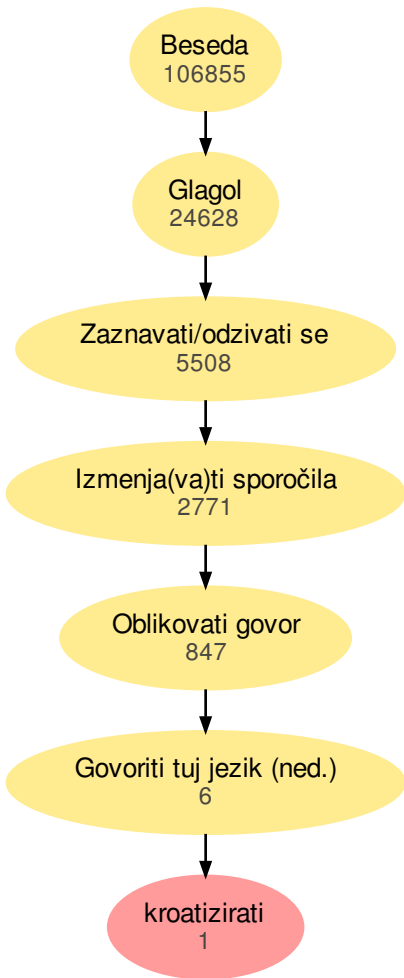 Beseda
106855
Glagol
24628
Zaznavati/odzivati se
5508
Izmenja(va)ti sporočila
2771
Oblikovati govor
847
Govoriti tuj jezik (ned.)
6
kroatizirati
1